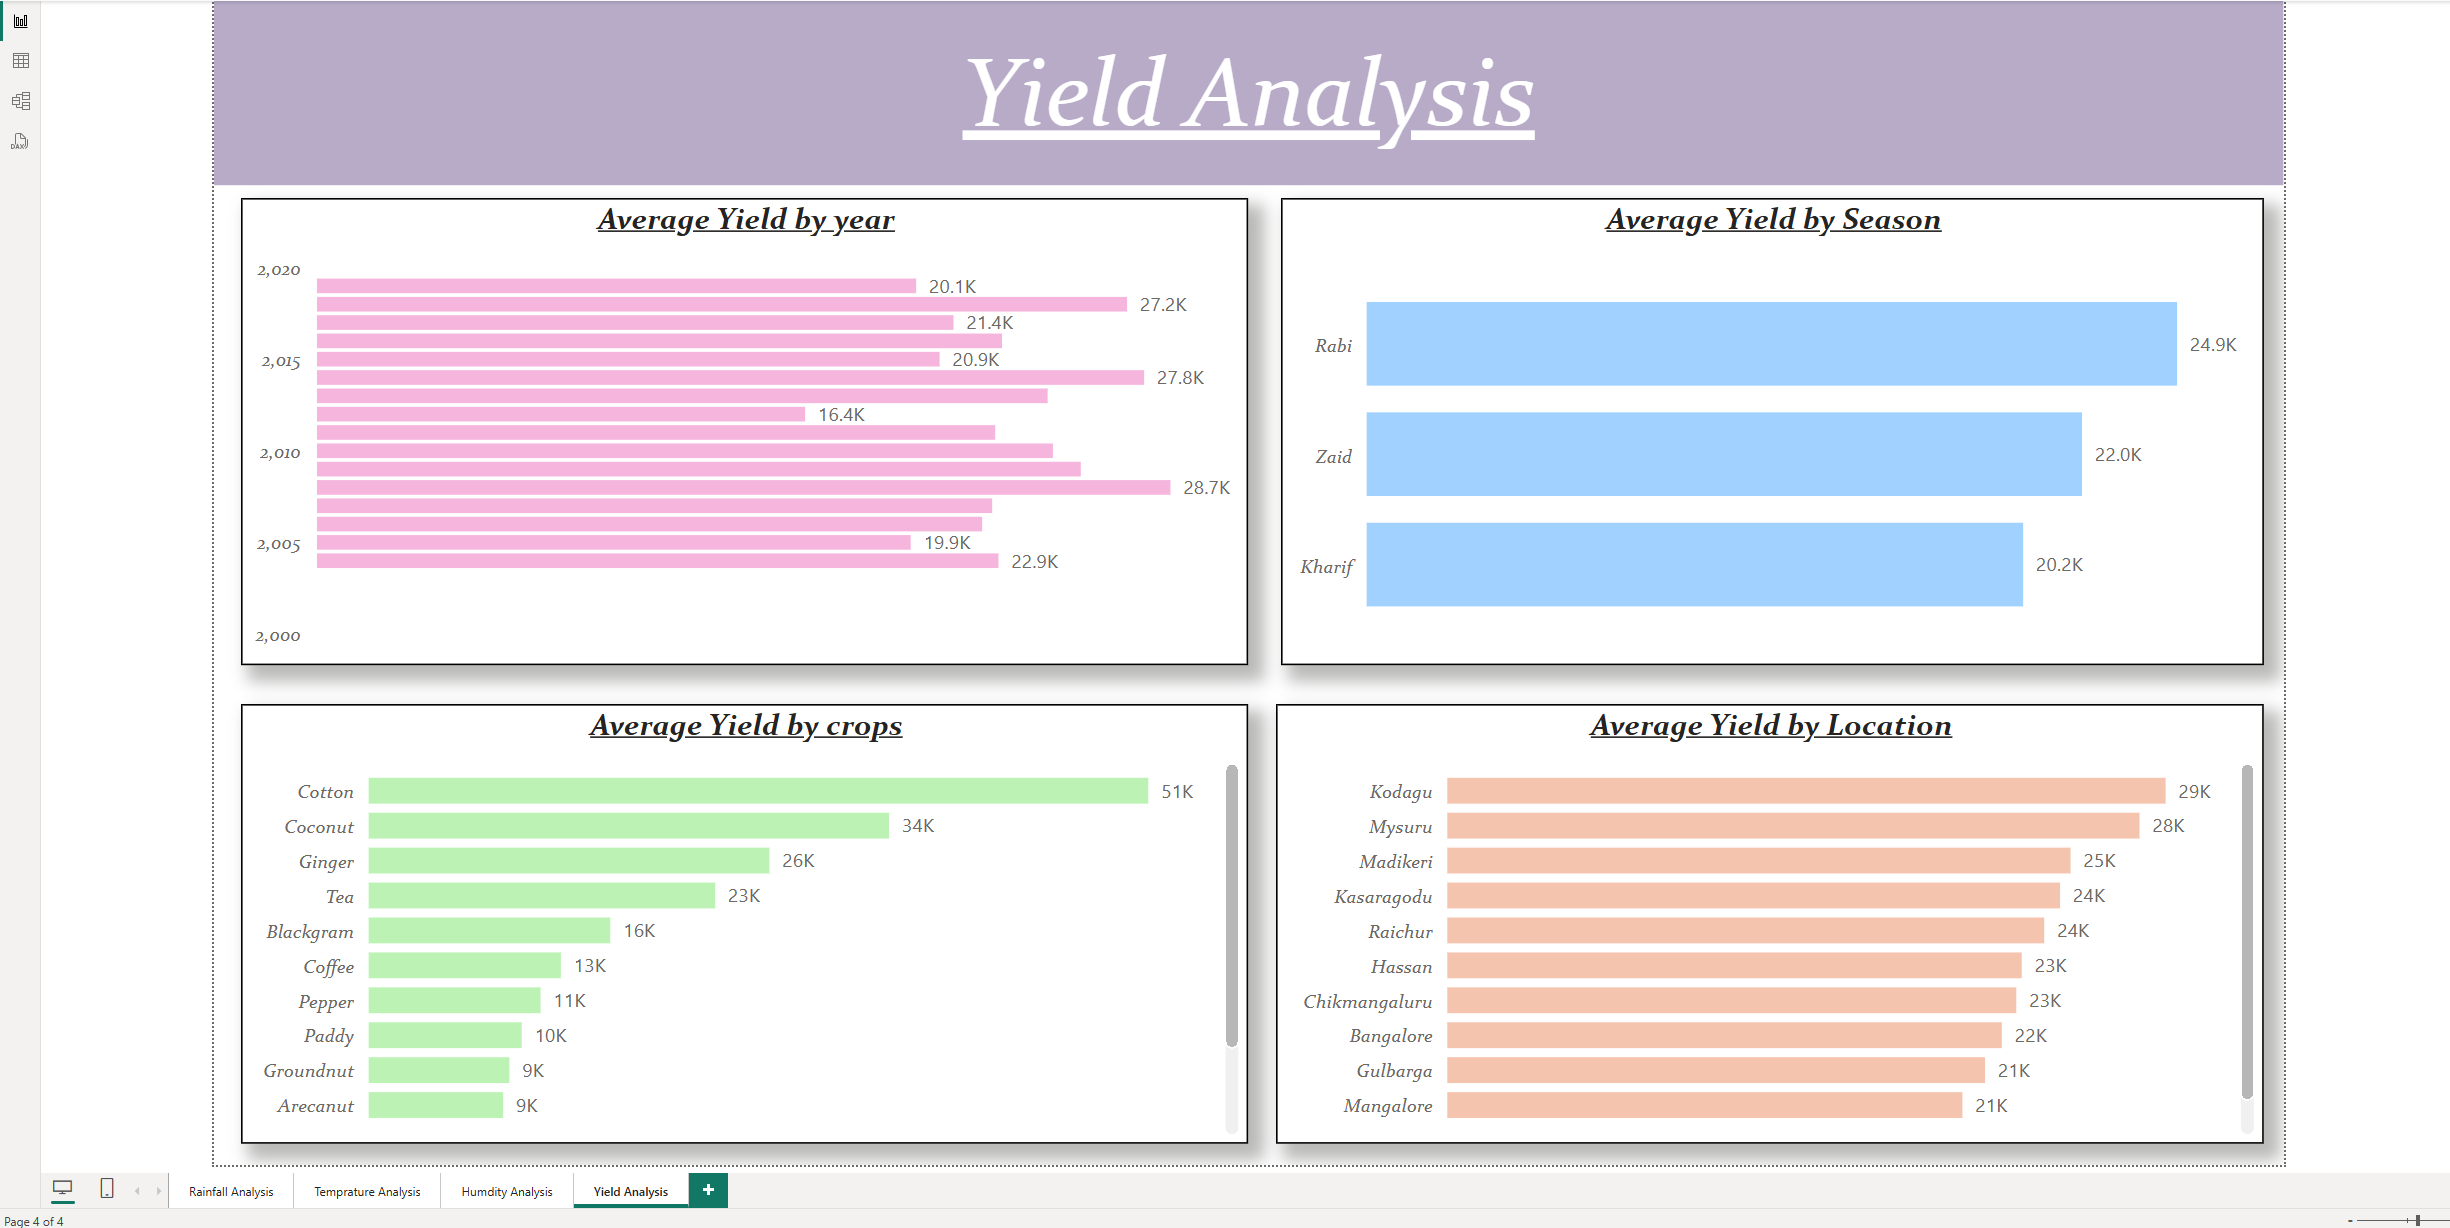 DAX
Yield Analysis
Average Yield by year
2,020
20.1K
27.2K
21.4K
2,015
20.9K
27.8K
16.4K
2,010
28.7K
2,005
19.9K
22.9K
2,000
Average Yield by Season
Rabi 24.9K
Zaid 22.0K
Kharif 20.2K
Average Yield by crops
Cotton 51K
Coconut 34K
Ginger 26K
Tea 23K
Blackgram 16K
Coffee 13K
Pepper 11K
Paddy 10K
Groundnut 9K
Arecanut 9K
Average Yield by Location
Kodagu 29K
Mysuru 28K
Madikeri 25K
Kasaragodu 24K
Raichur 24K
Hassan 23K
Chikmangaluru 23K
Bangalore 22K
Gulbarga 21K
Mangalore 21K
Rainfall Analysis Temprature Analysis Humdity Analysis Yield Analysis +
Page 4 of 4 -